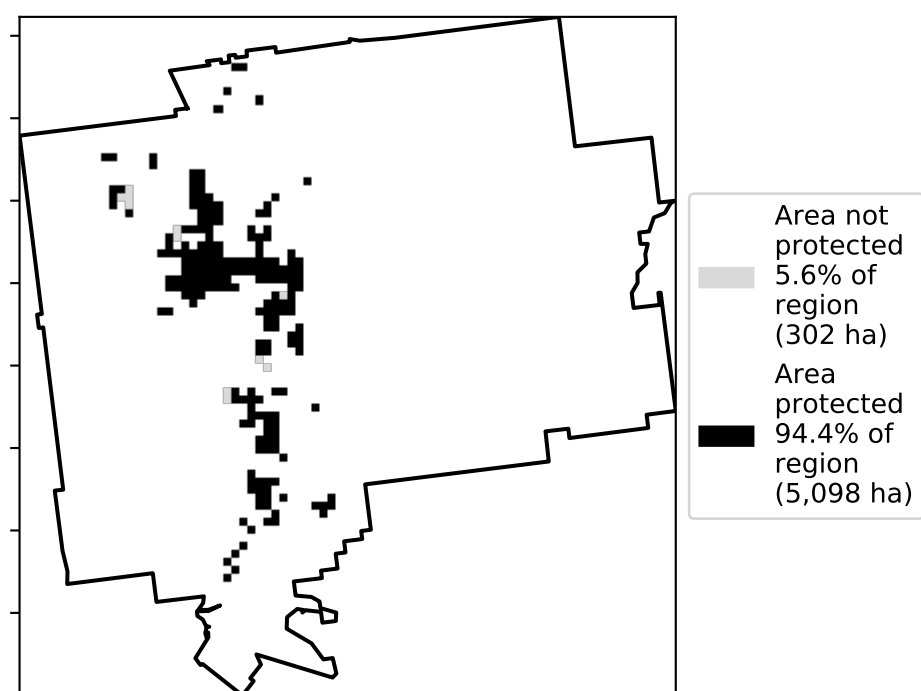 Area not
protected
5.6% of
region
(302 ha)
Area
protected
94.4% of
region
(5,098 ha)